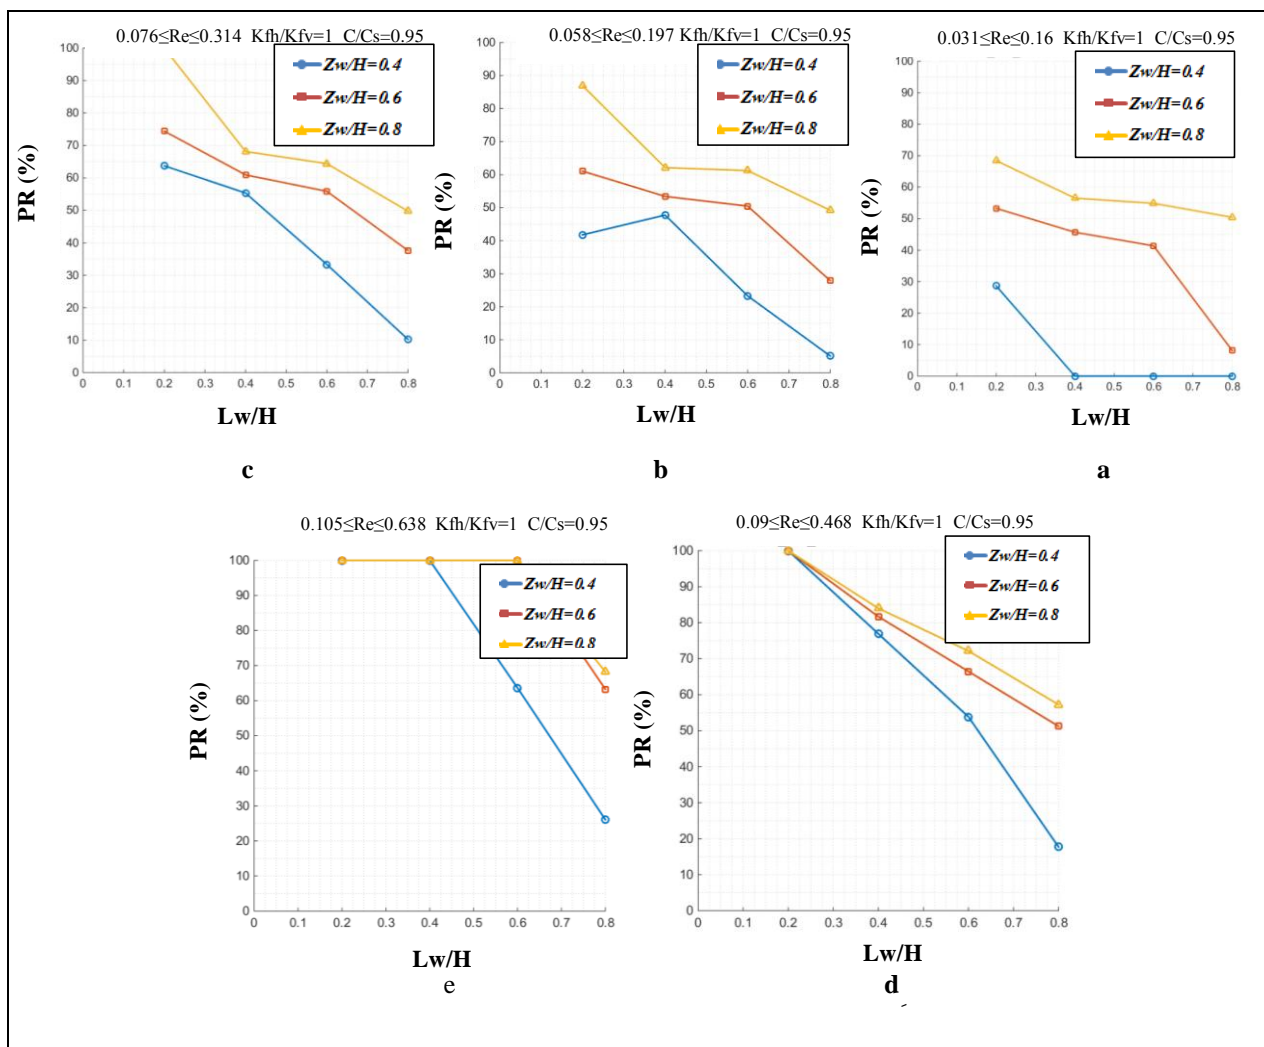 0.076≤Re≤0.314 Kfh/Kfv=1 C/Cs=0.95
100
90
80
70
60
50
40
30
20
10
0
PR (%)
Zw/H=0.4
Zw/H=0.6
Zw/H=0.8
0 0.1 0.2 0.3 0.4 0.5 0.6 0.7 0.8
Lw/H
c
0.058≤Re≤0.197 Kfh/Kfv=1 C/Cs=0.95
100
90
80
70
60
50
40
30
20
10
0
PR (%)
Zw/H=0.4
Zw/H=0.6
Zw/H=0.8
0 0.1 0.2 0.3 0.4 0.5 0.6 0.7 0.8
Lw/H
b
0.031≤Re≤0.16 Kfh/Kfv=1 C/Cs=0.95
100
90
80
70
60
50
40
30
20
10
0
PR (%)
Zw/H=0.4
Zw/H=0.6
Zw/H=0.8
0 0.1 0.2 0.3 0.4 0.5 0.6 0.7 0.8
Lw/H
a
0.105≤Re≤0.638 Kfh/Kfv=1 C/Cs=0.95
100
90
80
70
60
50
40
30
20
10
0
PR (%)
Zw/H=0.4
Zw/H=0.6
Zw/H=0.8
0 0.1 0.2 0.3 0.4 0.5 0.6 0.7 0.8
Lw/H
e
0.09≤Re≤0.468 Kfh/Kfv=1 C/Cs=0.95
100
90
80
70
60
50
40
30
20
10
0
PR (%)
Zw/H=0.4
Zw/H=0.6
Zw/H=0.8
0 0.1 0.2 0.3 0.4 0.5 0.6 0.7 0.8
Lw/H
d